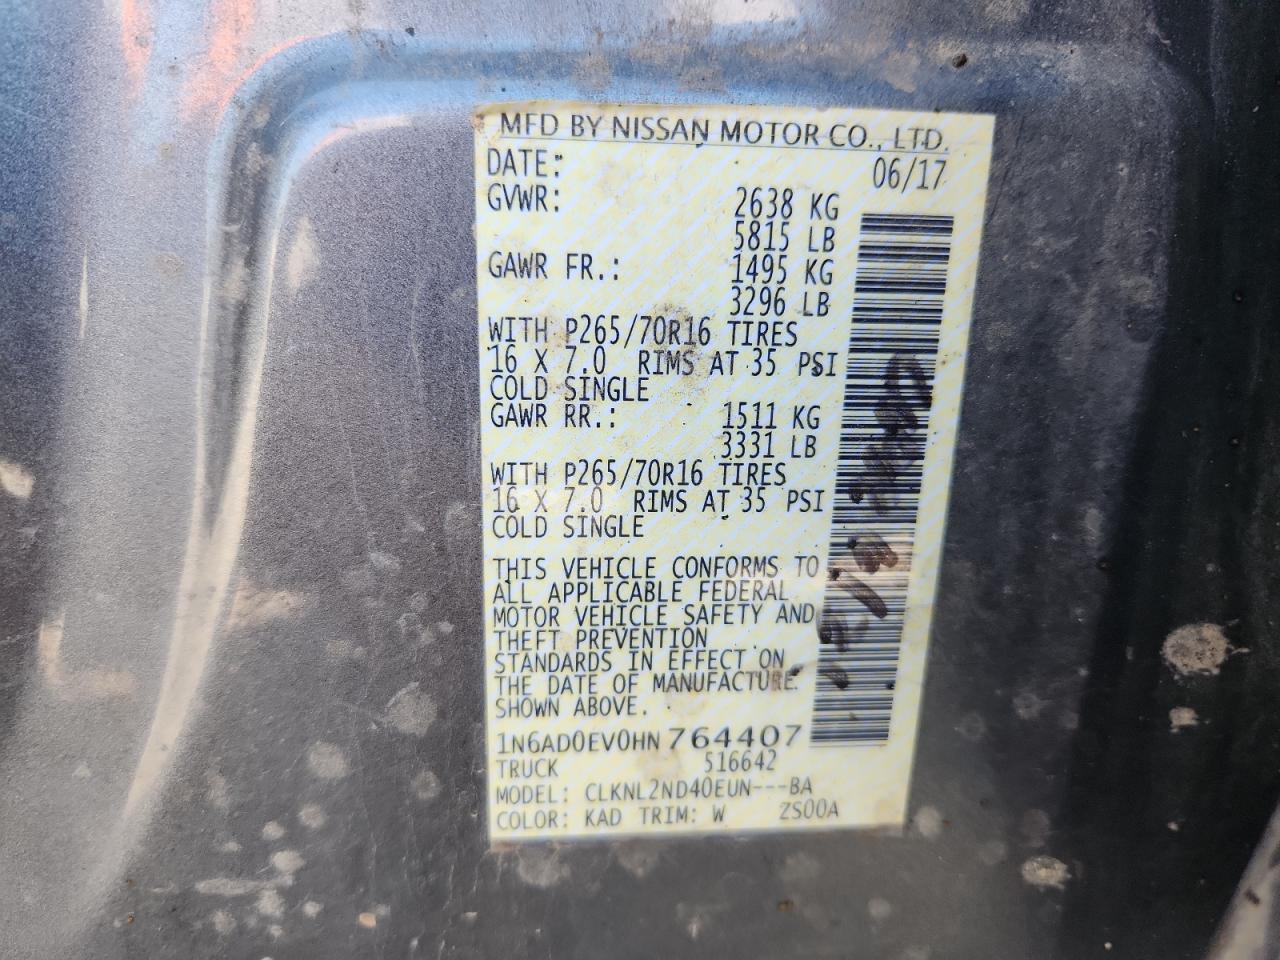 MFD BY NISSAN MOTOR CO., LTD.
DATE: 06/17
GVWR: 2638 KG
5815 LB
GAWR FR.: 1495 KG
3296 LB
WITH P265/70R16 TIRES
16 X 7.0 RIMS AT 35 PSI
COLD SINGLE
GAWR RR.: 1511 KG
3331 LB
WITH P265/70R16 TIRES
16 X 7.0 RIMS AT 35 PSI
COLD SINGLE
THIS VEHICLE CONFORMS TO
ALL APPLICABLE FEDERAL
MOTOR VEHICLE SAFETY AND
THEFT PREVENTION
STANDARDS IN EFFECT ON
THE DATE OF MANUFACTURE
SHOWN ABOVE.
1N6AD0EV0HN764407
TRUCK 516642
MODEL: CLKNL2ND40EUN---BA
COLOR: KAD TRIM: W ZS00A